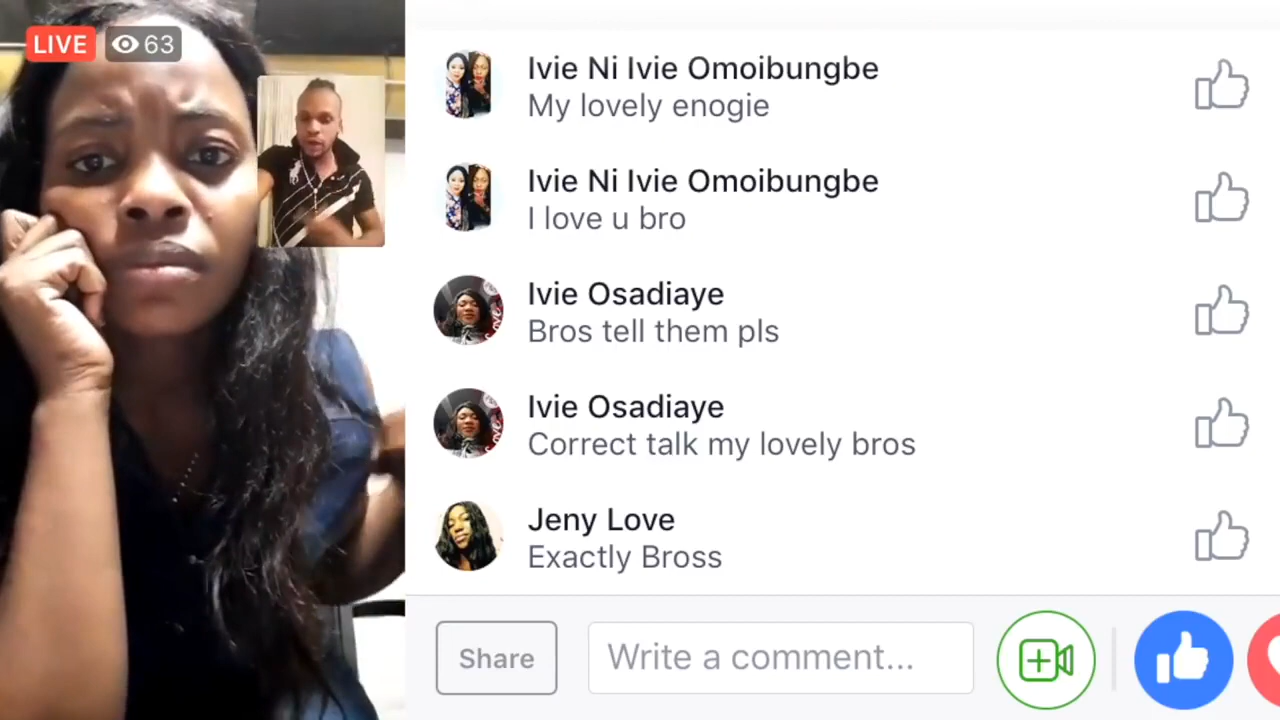 LIVE 63
Ivie Ni Ivie Omoibungbe
My lovely enogie
Ivie Ni Ivie Omoibungbe
I love u bro
Ivie Osadiaye
Bros tell them pls
Ivie Osadiaye
Correct talk my lovely bros
Jeny Love
Exactly Bross
Share
Write a comment...